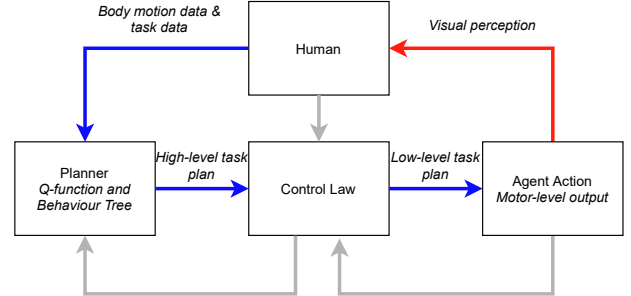 Body motion data &
task data
Visual perception
Human
Planner
Q-function and
Behaviour Tree
High-level task
plan
Control Law
Low-level task
plan
Agent Action
Motor-level output